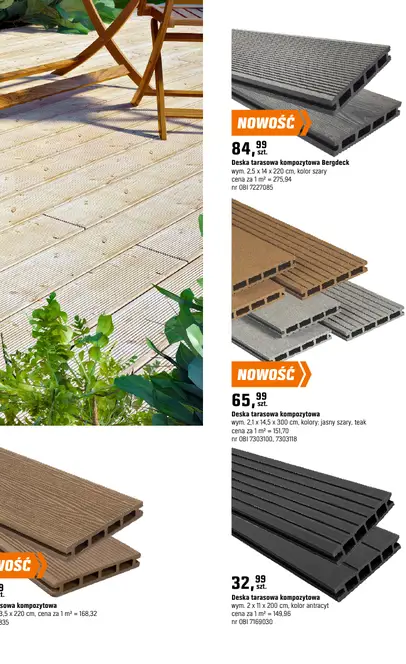 NOWOŚĆ
84,99
szt.
Deska tarasowa kompozytowa Bergdeck
wym. 2,5 x 14 x 220 cm, kolor szary
cena za 1 m² = 275,94
nr OBI 7227085
NOWOŚĆ
65,99
szt.
Deska tarasowa kompozytowa
wym. 2,1 x 14,5 x 300 cm, kolory: jasny szary, teak
cena za 1 m² = 151,70
nr OBI 7303100, 7303118
OŚĆ
9
t.
sowa kompozytowa
3,5 x 220 cm, cena za 1 m² = 168,32
835
32,99
szt.
Deska tarasowa kompozytowa
wym. 2 x 11 x 200 cm, kolor antracyt
cena za 1 m² = 149,96
nr OBI 7169030